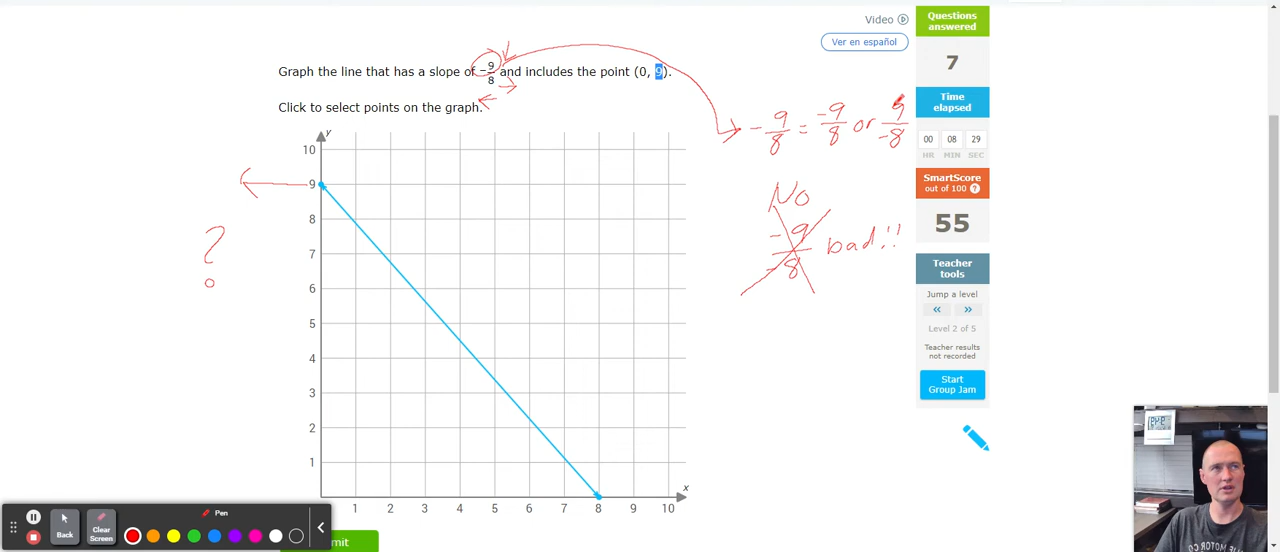 Video
Ver en español
Graph the line that has a slope of -9/8 and includes the point (0, 9).
Click to select points on the graph.
- 9/8 = -9/8 or 9/-8
No
-9/-8 bad!!
?
y
10
9
8
7
6
5
4
3
2
1
x
1 2 3 4 5 6 7 8 9 10
Questions answered
7
Time elapsed
00 08 29
HR MIN SEC
SmartScore
out of 100 ?
55
Teacher tools
Jump a level
« »
Level 2 of 5
Teacher results not recorded
Start Group Jam
Pen
Back
Clear Screen
mit